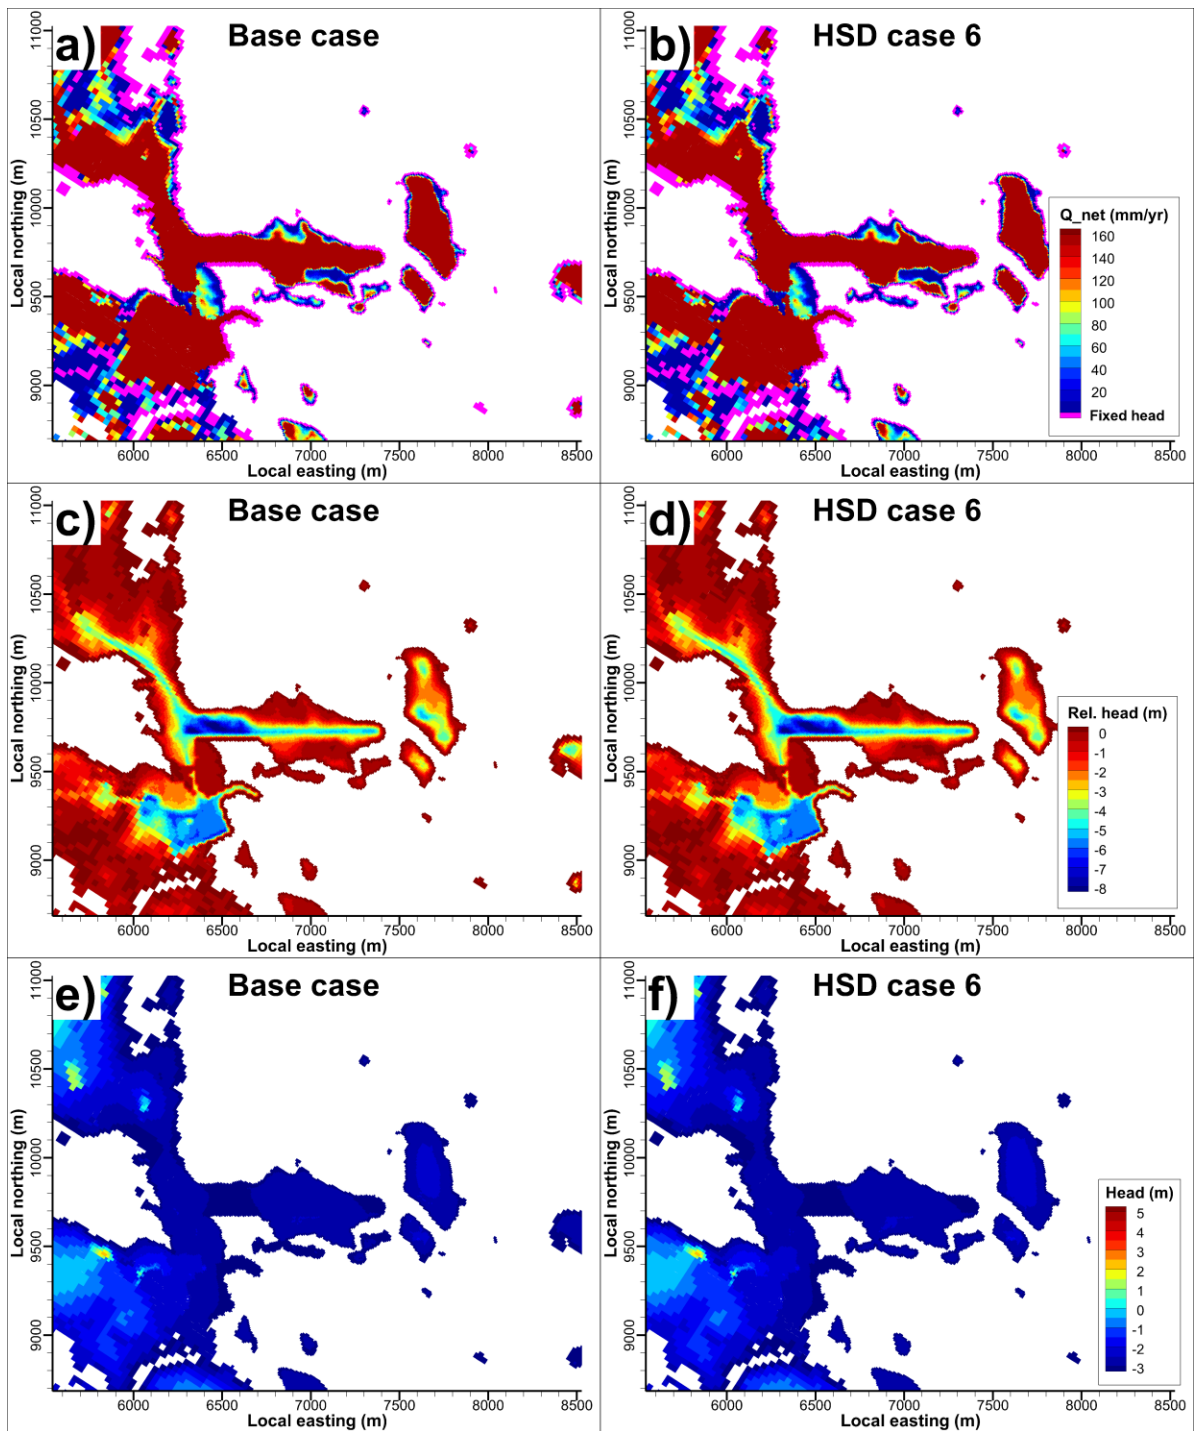 a) Base case
Local northing (m)
11000
10500
10000
9500
9000
6000 6500 7000 7500 8000 8500
Local easting (m)
b) HSD case 6
Local northing (m)
11000
10500
10000
9500
9000
6000 6500 7000 7500 8000 8500
Local easting (m)
Q_net (mm/yr)
160
140
120
100
80
60
40
20
Fixed head
c) Base case
Local northing (m)
11000
10500
10000
9500
9000
6000 6500 7000 7500 8000 8500
Local easting (m)
d) HSD case 6
Local northing (m)
11000
10500
10000
9500
9000
6000 6500 7000 7500 8000 8500
Local easting (m)
Rel. head (m)
0
-1
-2
-3
-4
-5
-6
-7
-8
e) Base case
Local northing (m)
11000
10500
10000
9500
9000
6000 6500 7000 7500 8000 8500
Local easting (m)
f) HSD case 6
Local northing (m)
11000
10500
10000
9500
9000
6000 6500 7000 7500 8000 8500
Local easting (m)
Head (m)
5
4
3
2
1
0
-1
-2
-3